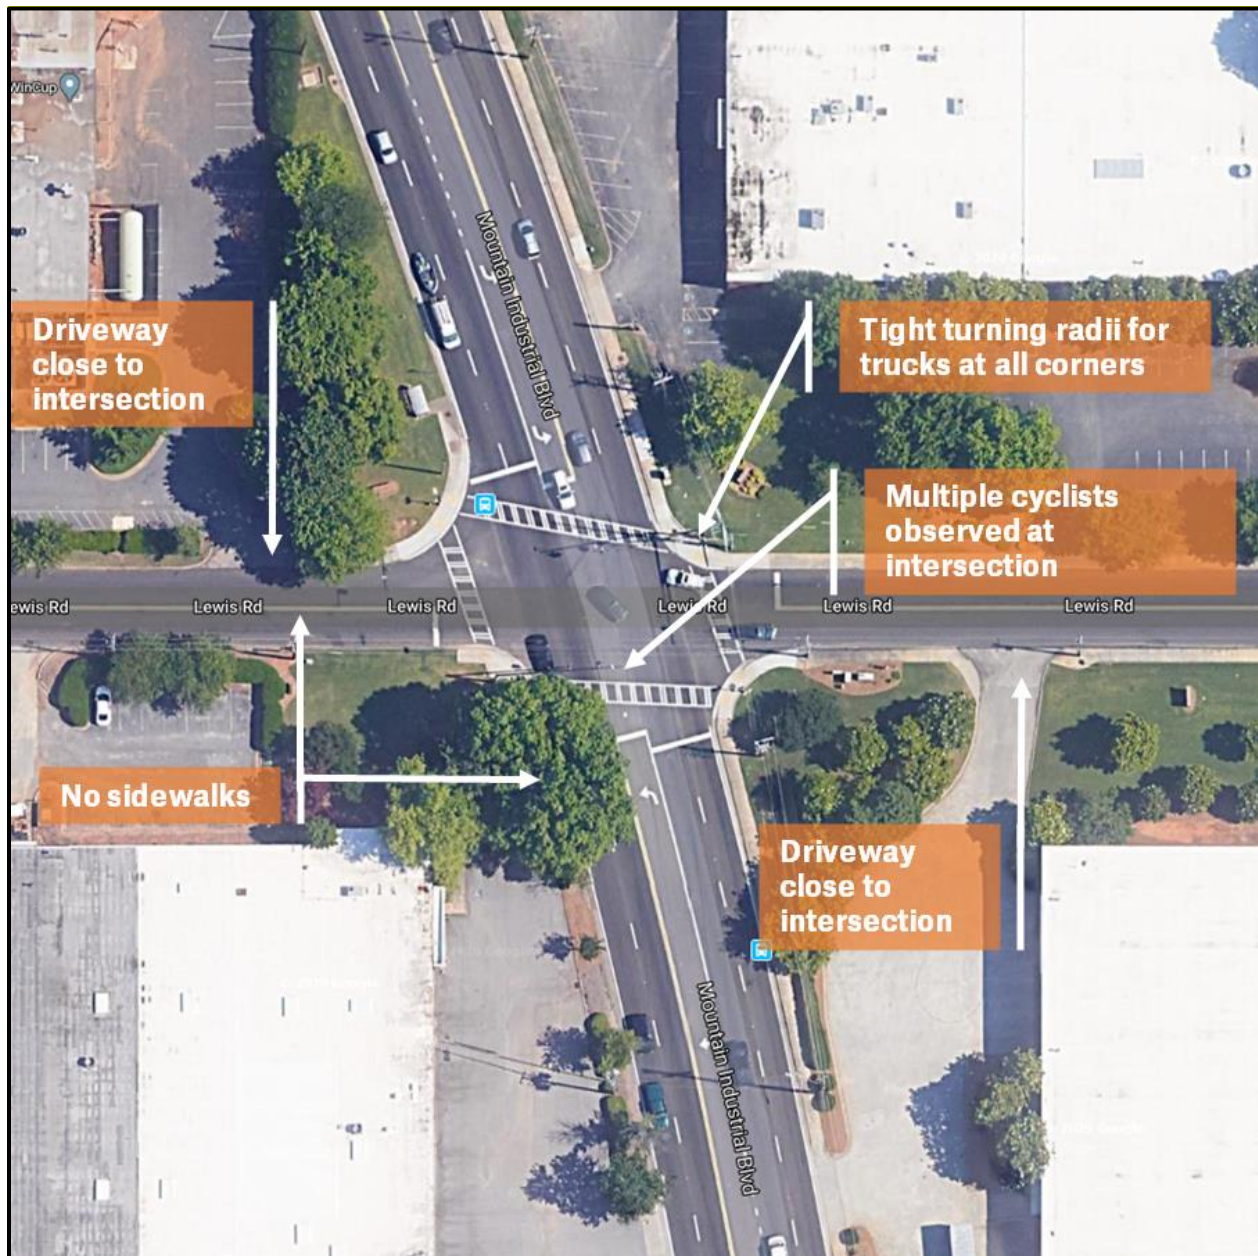 WinCup
Mountain Industrial Blvd
Driveway
close to
intersection
Tight turning radii for
trucks at all corners
Multiple cyclists
observed at
intersection
Lewis Rd
Lewis Rd
Lewis Rd
Lewis Rd
Lewis Rd
No sidewalks
Driveway
close to
intersection
Mountain Industrial Blvd